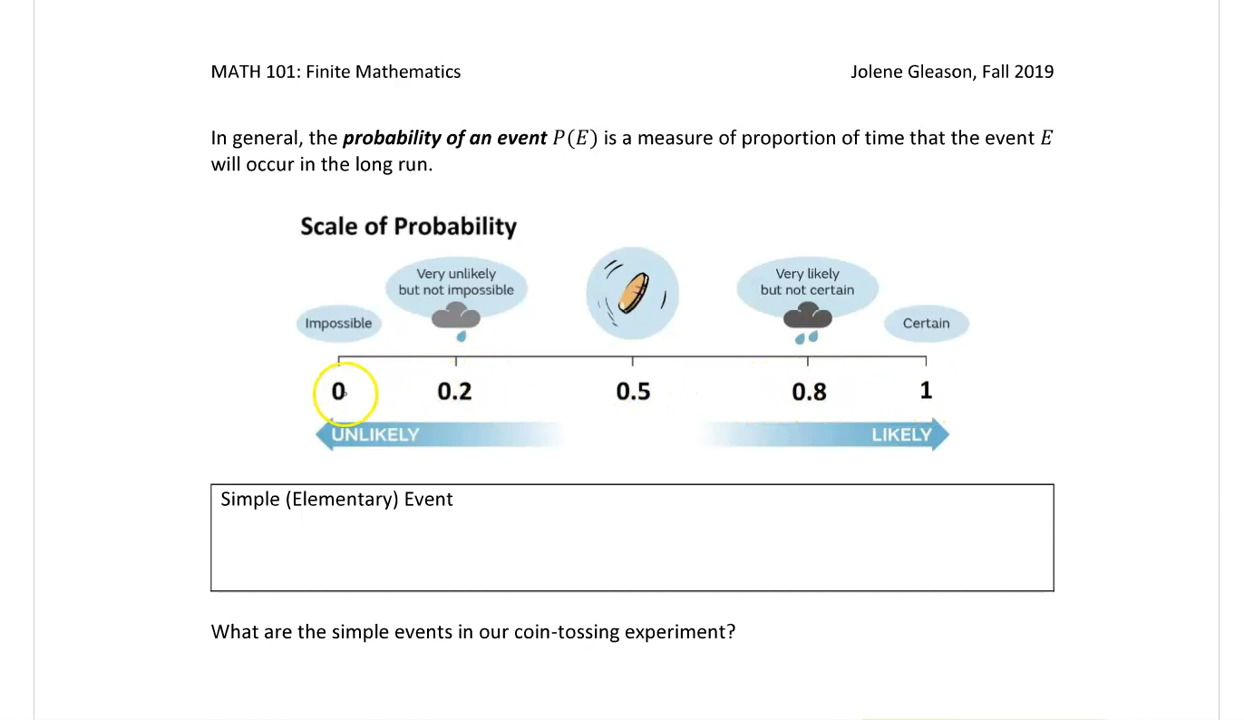 MATH 101: Finite Mathematics
Jolene Gleason, Fall 2019
In general, the probability of an event P(E) is a measure of proportion of time that the event E
will occur in the long run.
Scale of Probability
Very unlikely
but not impossible
Very likely
but not certain
Impossible
Certain
0 0.2 0.5 0.8 1
UNLIKELY
LIKELY
Simple (Elementary) Event
What are the simple events in our coin-tossing experiment?